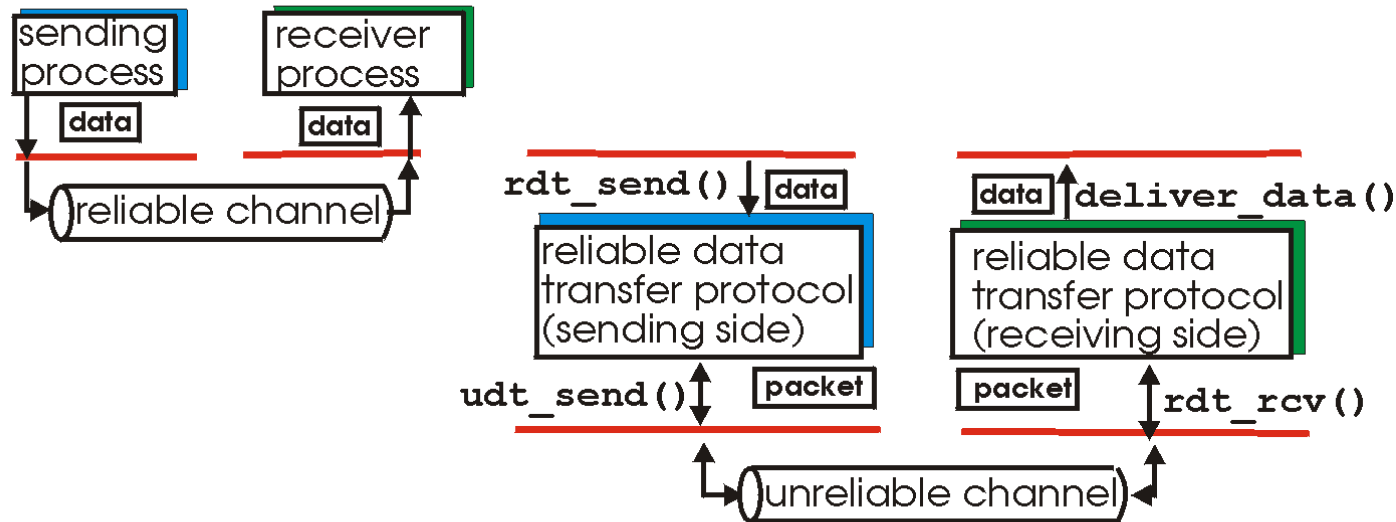 sending
process
receiver
process
data
data
reliable channel
rdt_send()
data
data
deliver_data()
reliable data
transfer protocol
(sending side)
reliable data
transfer protocol
(receiving side)
udt_send()
packet
packet
rdt_rcv()
unreliable channel